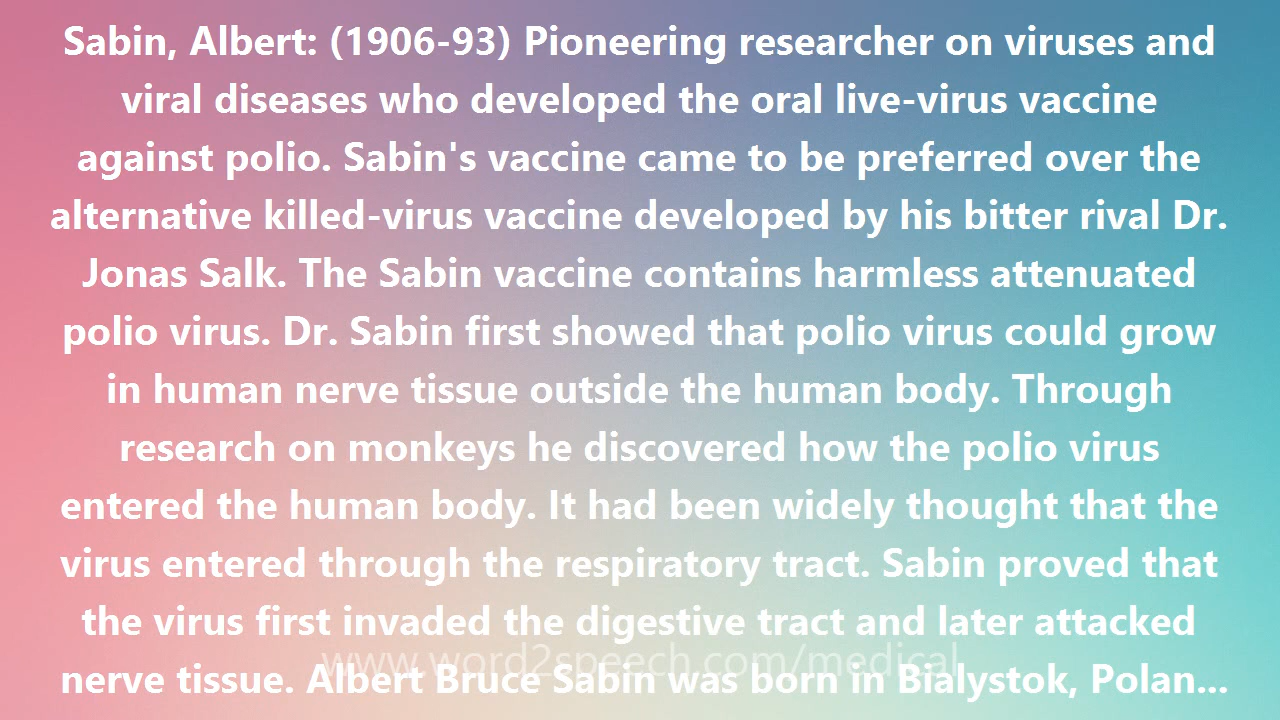 Sabin, Albert: (1906-93) Pioneering researcher on viruses and
viral diseases who developed the oral live-virus vaccine
against polio. Sabin's vaccine came to be preferred over the
alternative killed-virus vaccine developed by his bitter rival Dr.
Jonas Salk. The Sabin vaccine contains harmless attenuated
polio virus. Dr. Sabin first showed that polio virus could grow
in human nerve tissue outside the human body. Through
research on monkeys he discovered how the polio virus
entered the human body. It had been widely thought that the
virus entered through the respiratory tract. Sabin proved that
the virus first invaded the digestive tract and later attacked
www.word2speech.com/medical
nerve tissue. Albert Bruce Sabin was born in Bialystok, Polan...